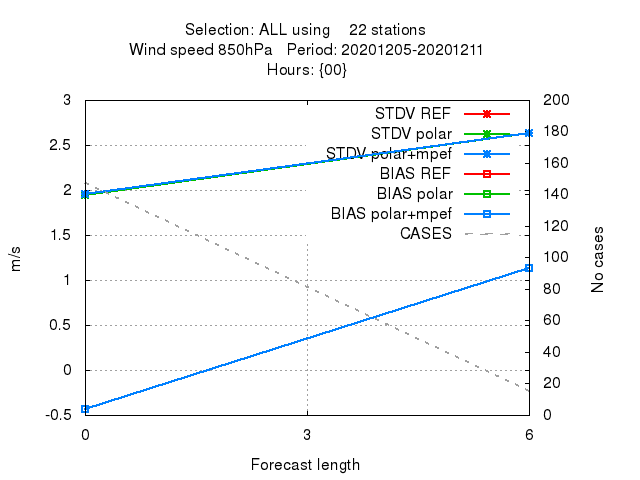 Selection: ALL using 22 stations
Wind speed 850hPa Period: 20201205-20201211
Hours: {00}
3 200
STDV REF
180
STDV polar
2.5
STDV polar+mpef
160
BIAS REF
2 140
BIAS polar
BIAS polar+mpef
120
1.5
CASES
100
m/s
No cases
1
80
0.5 60
40
0
20
-0.5 0
0 3 6
Forecast length